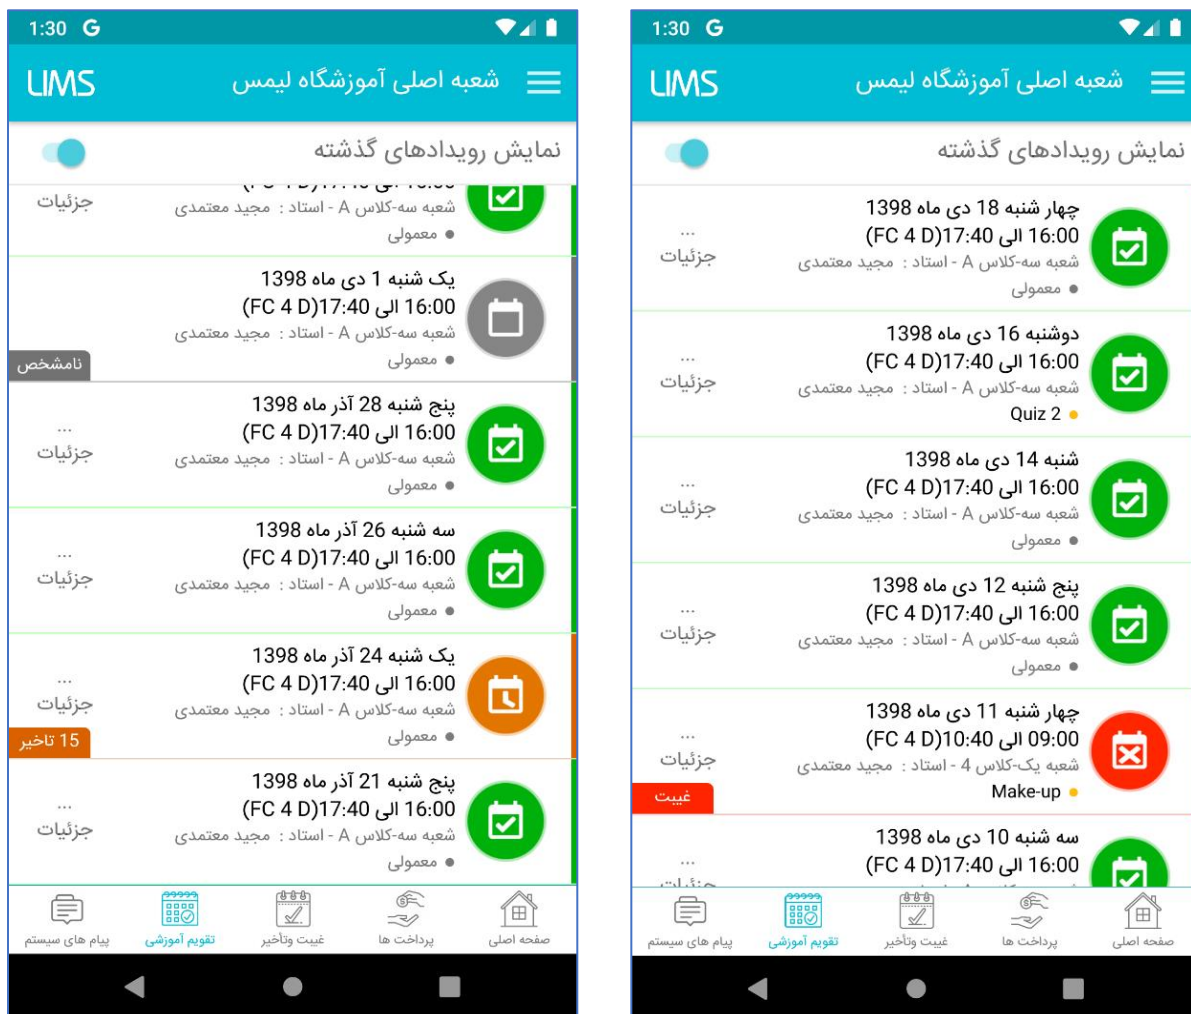 1:30 G
شعبه اصلی آموزشگاه لیمس
LIMS
نمایش رویدادهای گذشته
جزئیات
شعبه سه-کلاس A - استاد : مجید معتمدی
معمولی
یک شنبه 1 دی ماه 1398
16:00 الی 17:40(FC 4 D)
شعبه سه-کلاس A - استاد : مجید معتمدی
معمولی
نامشخص
پنج شنبه 28 آذر ماه 1398
16:00 الی 17:40(FC 4 D)
شعبه سه-کلاس A - استاد : مجید معتمدی
معمولی
...
جزئیات
سه شنبه 26 آذر ماه 1398
16:00 الی 17:40(FC 4 D)
شعبه سه-کلاس A - استاد : مجید معتمدی
معمولی
...
جزئیات
یک شنبه 24 آذر ماه 1398
16:00 الی 17:40(FC 4 D)
شعبه سه-کلاس A - استاد : مجید معتمدی
معمولی
...
جزئیات
15 تاخیر
پنج شنبه 21 آذر ماه 1398
16:00 الی 17:40(FC 4 D)
شعبه سه-کلاس A - استاد : مجید معتمدی
معمولی
...
جزئیات
صفحه اصلی
پرداخت ها
غیبت وتأخیر
تقویم آموزشی
پیام های سیستم
1:30 G
شعبه اصلی آموزشگاه لیمس
LIMS
نمایش رویدادهای گذشته
چهار شنبه 18 دی ماه 1398
16:00 الی 17:40(FC 4 D)
شعبه سه-کلاس A - استاد : مجید معتمدی
معمولی
...
جزئیات
دوشنبه 16 دی ماه 1398
16:00 الی 17:40(FC 4 D)
شعبه سه-کلاس A - استاد : مجید معتمدی
Quiz 2
...
جزئیات
شنبه 14 دی ماه 1398
16:00 الی 17:40(FC 4 D)
شعبه سه-کلاس A - استاد : مجید معتمدی
معمولی
...
جزئیات
پنج شنبه 12 دی ماه 1398
16:00 الی 17:40(FC 4 D)
شعبه سه-کلاس A - استاد : مجید معتمدی
معمولی
...
جزئیات
چهار شنبه 11 دی ماه 1398
09:00 الی 10:40(FC 4 D)
شعبه یک-کلاس 4 - استاد : مجید معتمدی
Make-up
...
جزئیات
غیبت
سه شنبه 10 دی ماه 1398
16:00 الی 17:40(FC 4 D)
...
صفحه اصلی
پرداخت ها
غیبت وتأخیر
تقویم آموزشی
پیام های سیستم